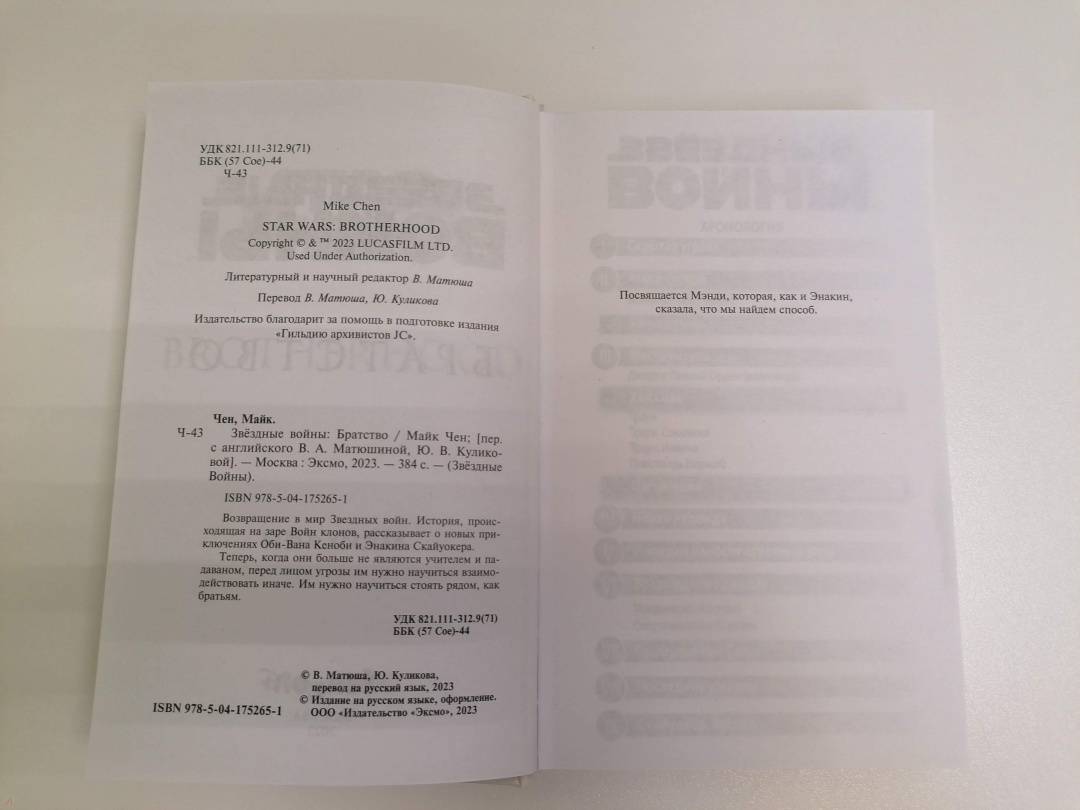 УДК 821.111-312.9(71)
ББК (57 Сое)-44
Ч-43
Mike Chen
STAR WARS: BROTHERHOOD
Copyright © & ™ 2023 LUCASFILM LTD.
Used Under Authorization.
Литературный и научный редактор В. Матюша
Перевод В. Матюша, Ю. Куликова
Издательство благодарит за помощь в подготовке издания
«Гильдию архивистов JC».
Чен, Майк.
Ч-43 Звёздные войны: Братство / Майк Чен; [пер.
с английского В. А. Матюшиной, Ю. В. Кулико-
вой]. — Москва : Эксмо, 2023. — 384 с. — (Звёздные
Войны).
ISBN 978-5-04-175265-1
Возвращение в мир Звездных войн. История, проис-
ходящая на заре Войн клонов, рассказывает о новых при-
ключениях Оби-Вана Кеноби и Энакина Скайуокера.
Теперь, когда они больше не являются учителем и па-
даваном, перед лицом угрозы им нужно научиться взаимо-
действовать иначе. Им нужно научиться стоять рядом, как
братьям.
УДК 821.111-312.9(71)
ББК (57 Сое)-44
© В. Матюша, Ю. Куликова,
перевод на русский язык, 2023
© Издание на русском языке, оформление.
ISBN 978-5-04-175265-1 ООО «Издательство «Эксмо», 2023
Посвящается Мэнди, которая, как и Энакин,
сказала, что мы найдем способ.
ВОЙНЫ
ХРОНОЛОГИЯ